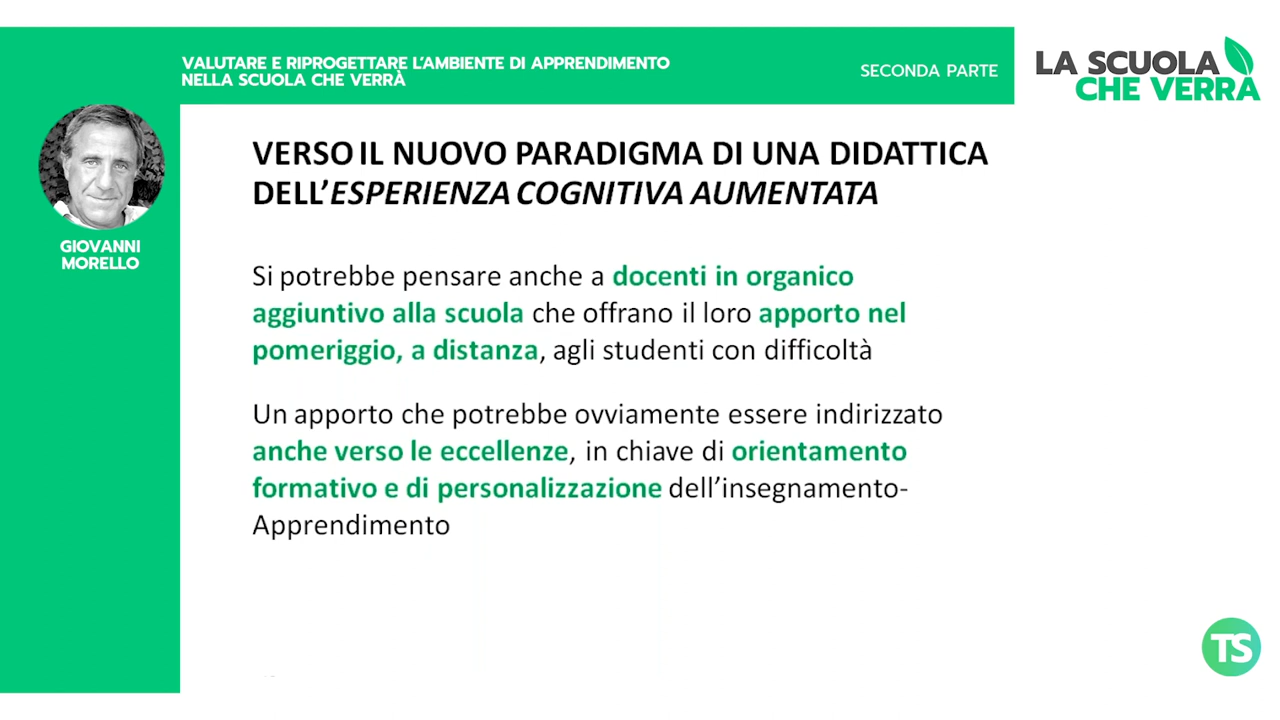 VALUTARE E RIPROGETTARE L'AMBIENTE DI APPRENDIMENTO
NELLA SCUOLA CHE VERRÀ
SECONDA PARTE
LA SCUOLA
CHE VERRÀ
GIOVANNI
MORELLO
VERSO IL NUOVO PARADIGMA DI UNA DIDATTICA
DELL'ESPERIENZA COGNITIVA AUMENTATA
Si potrebbe pensare anche a docenti in organico
aggiuntivo alla scuola che offrano il loro apporto nel
pomeriggio, a distanza, agli studenti con difficoltà
Un apporto che potrebbe ovviamente essere indirizzato
anche verso le eccellenze, in chiave di orientamento
formativo e di personalizzazione dell'insegnamento-
Apprendimento
TS